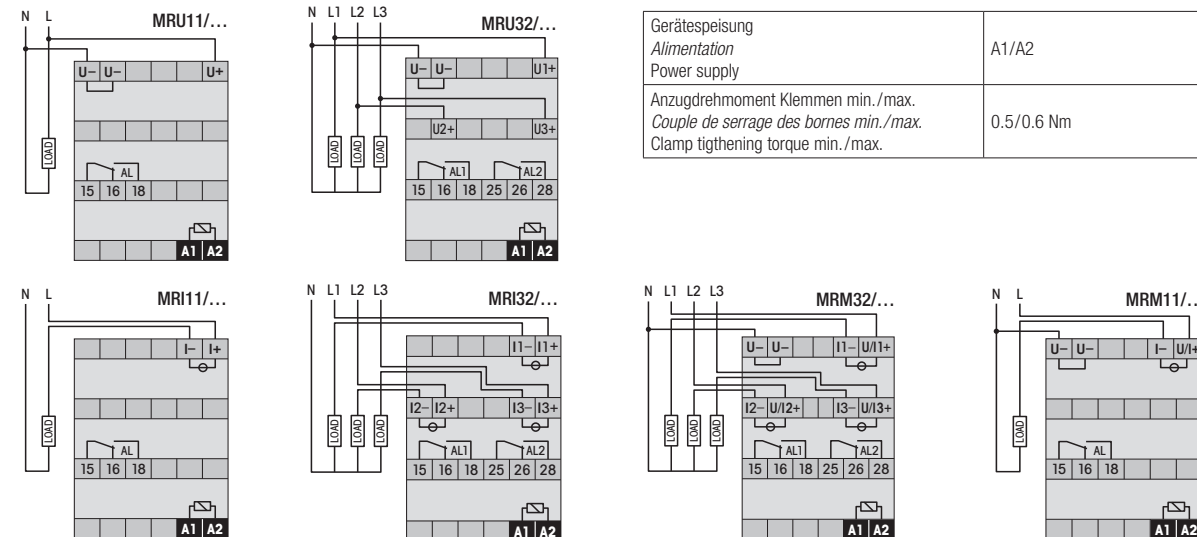 N L MRU11/...
U– U– U+
LOAD
AL
15 16 18
A1 A2
N L1 L2 L3 MRU32/...
U– U– U1+
U2+ U3+
LOAD LOAD LOAD
AL1 AL2
15 16 18 25 26 28
A1 A2
Gerätespeisung
Alimentation
Power supply
A1/A2
Anzugdrehmoment Klemmen min./max.
Couple de serrage des bornes min./max.
Clamp tigthening torque min./max.
0.5/0.6 Nm
N L MRI11/...
I– I+
LOAD
AL
15 16 18
A1 A2
N L1 L2 L3 MRI32/...
I1– I1+
I2– I2+ I3– I3+
LOAD LOAD LOAD
AL1 AL2
15 16 18 25 26 28
A1 A2
N L1 L2 L3 MRM32/...
U– U– I1– U/I1+
I2– U/I2+ I3– U/I3+
LOAD LOAD LOAD
AL1 AL2
15 16 18 25 26 28
A1 A2
N L MRM11/..
U– U– I– U/I+
LOAD
AL
15 16 18
A1 A2